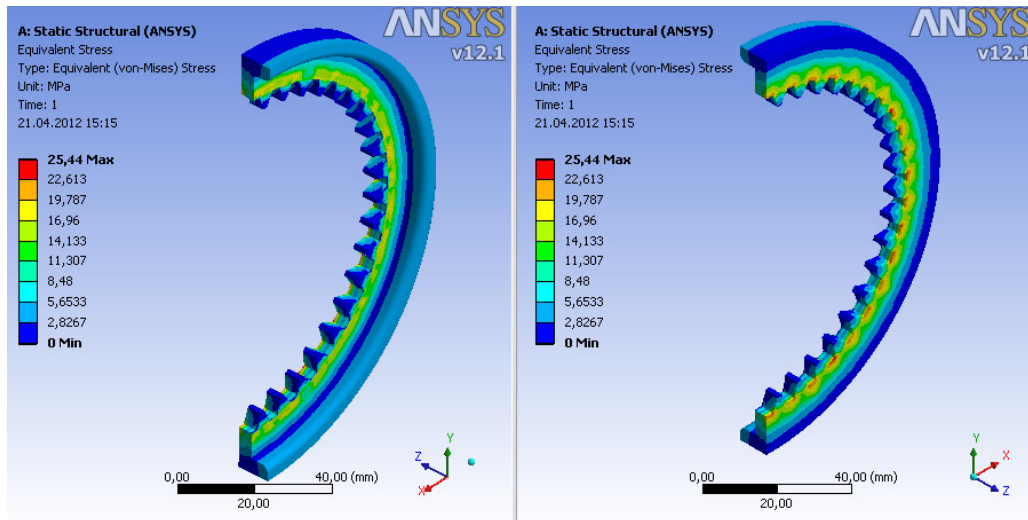 A: Static Structural (ANSYS)
Equivalent Stress
Type: Equivalent (von-Mises) Stress
Unit: MPa
Time: 1
21.04.2012 15:15
ANSYS
v12.1
25,44 Max
22,613
19,787
16,96
14,133
11,307
8,48
5,6533
2,8267
0 Min
Y
Z
X
0,00
40,00 (mm)
20,00
A: Static Structural (ANSYS)
Equivalent Stress
Type: Equivalent (von-Mises) Stress
Unit: MPa
Time: 1
21.04.2012 15:15
ANSYS
v12.1
25,44 Max
22,613
19,787
16,96
14,133
11,307
8,48
5,6533
2,8267
0 Min
Y
X
Z
0,00
40,00 (mm)
20,00